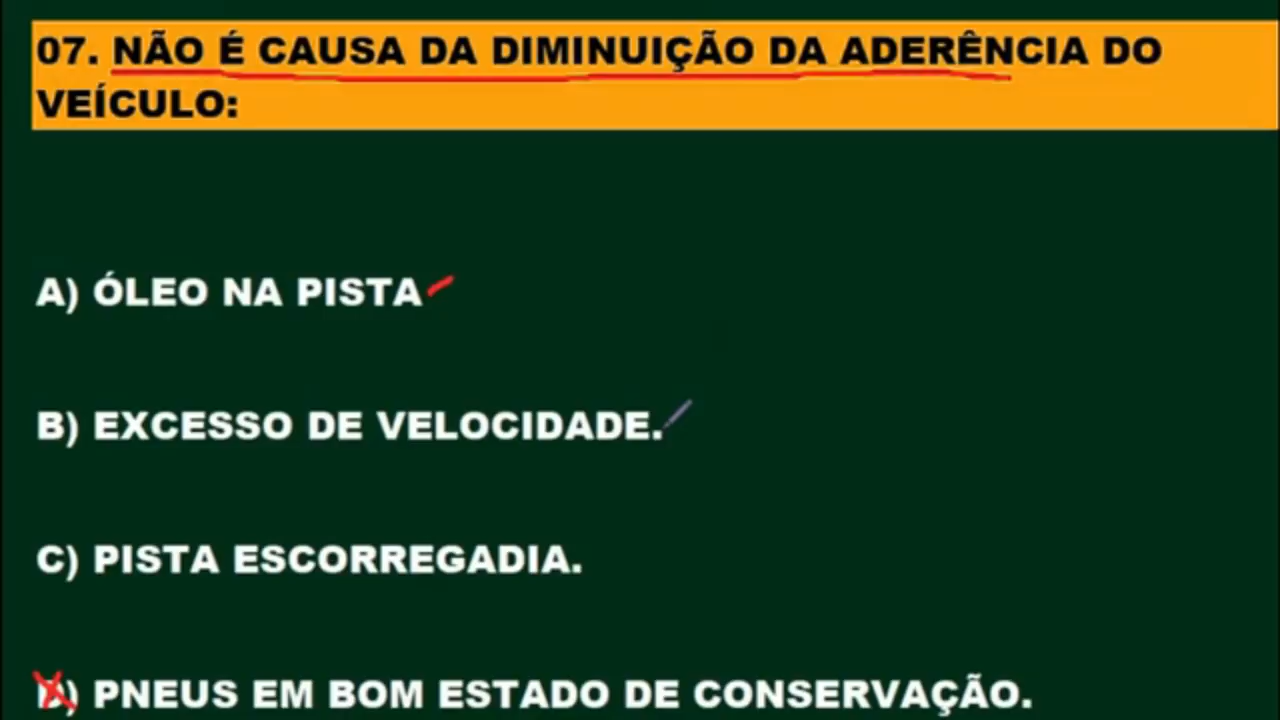 07. NÃO É CAUSA DA DIMINUIÇÃO DA ADERÊNCIA DO
VEÍCULO:
A) ÓLEO NA PISTA
B) EXCESSO DE VELOCIDADE.
C) PISTA ESCORREGADIA.
D) PNEUS EM BOM ESTADO DE CONSERVAÇÃO.